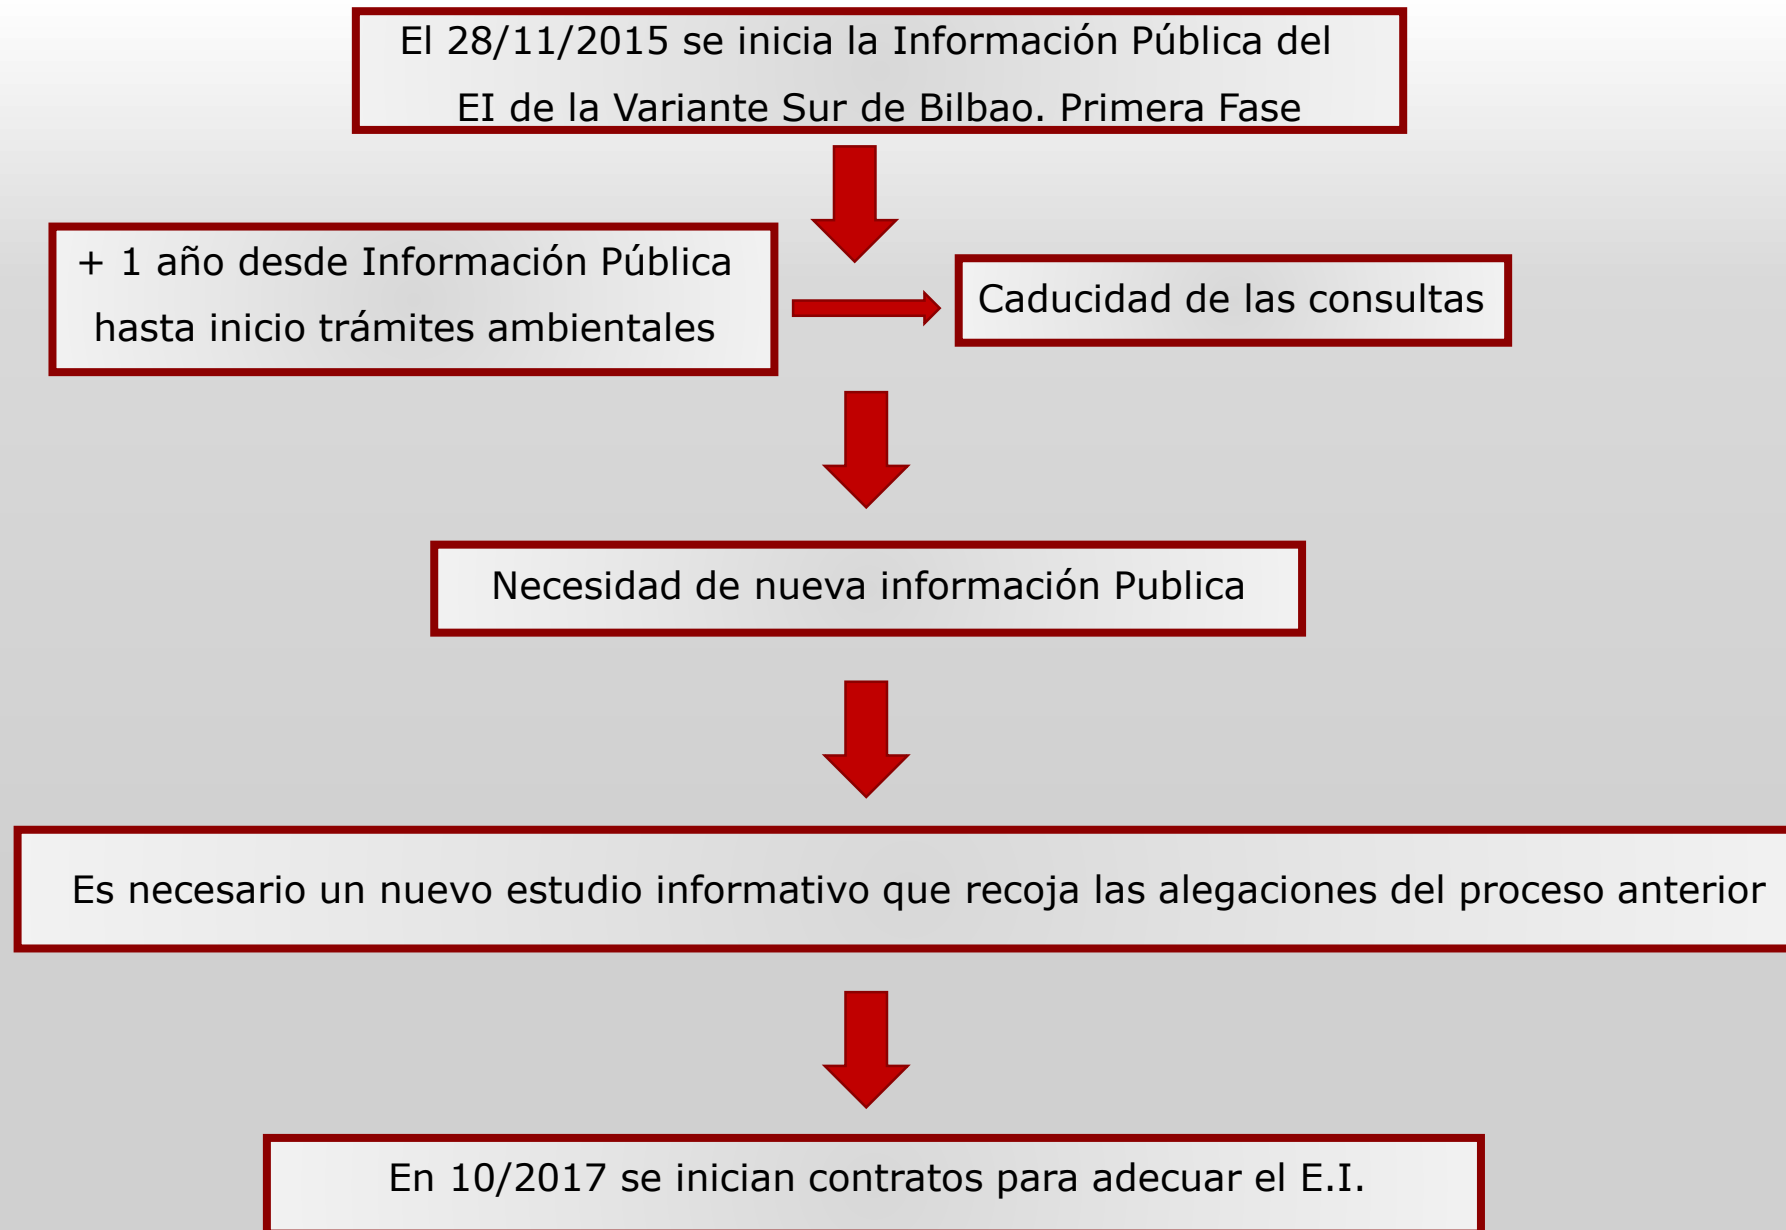 El 28/11/2015 se inicia la Información Pública del
EI de la Variante Sur de Bilbao. Primera Fase
+ 1 año desde Información Pública
hasta inicio trámites ambientales
Caducidad de las consultas
Necesidad de nueva información Publica
Es necesario un nuevo estudio informativo que recoja las alegaciones del proceso anterior
En 10/2017 se inician contratos para adecuar el E.I.